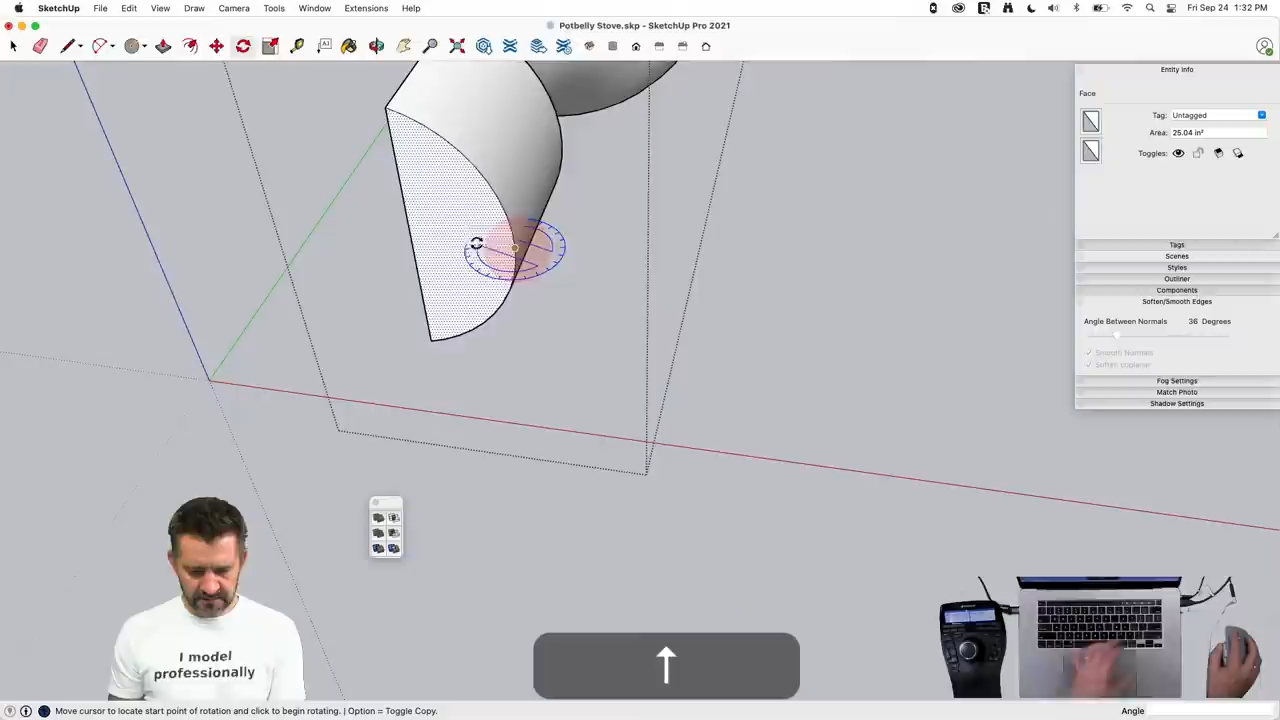 SketchUp File Edit View Draw Camera Tools Window Extensions Help Fri Sep 24 1:32 PM
Potbelly Stove.skp - SketchUp Pro 2021
Entity Info
Face
Tag: Untagged
Area: 25.04 in²
Toggles:
Tags
Scenes
Styles
Outliner
Components
Soften/Smooth Edges
Angle Between Normals 36 Degrees
Smooth Normals
Soften coplanar
Fog Settings
Match Photo
Shadow Settings
I model
professionally
↑
Move cursor to locate start point of rotation and click to begin rotating. | Option = Toggle Copy. Angle